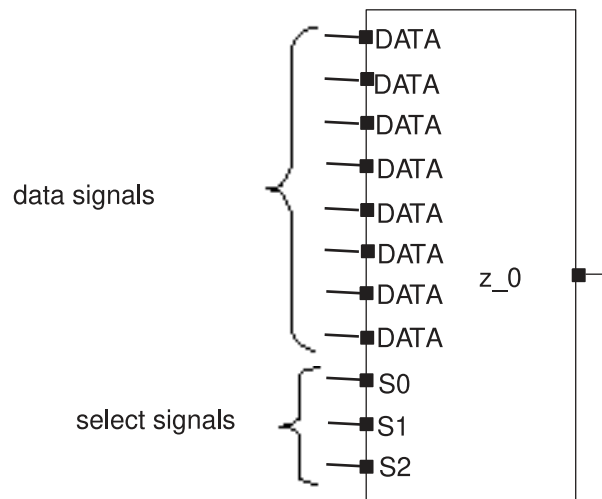 DATA
DATA
DATA
DATA
data signals
DATA
DATA
z_0
DATA
DATA
S0
select signals
S1
S2